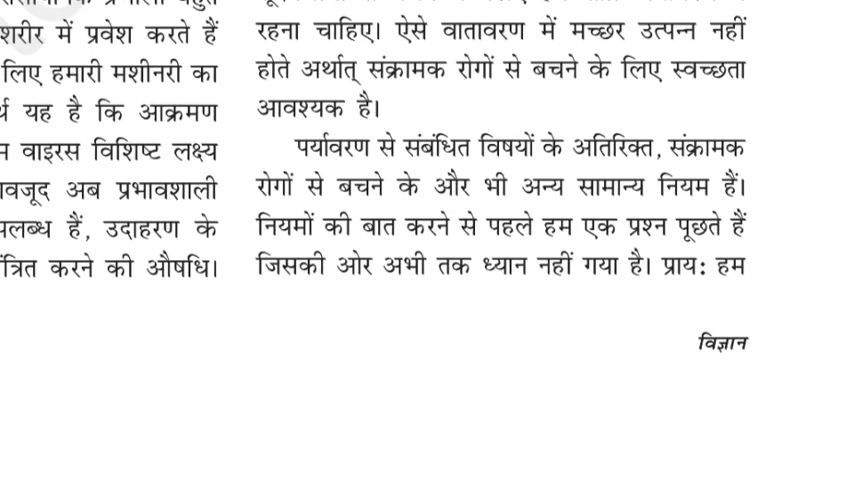 शरीर में प्रवेश करते हैं
लिए हमारी मशीनरी का
यह है कि आक्रमण
वाइरस विशिष्ट लक्ष्य
अब प्रभावशाली
हैं, उदाहरण के
करने की औषधि।
रहना चाहिए। ऐसे वातावरण में मच्छर उत्पन्न नहीं
होते अर्थात् संक्रामक रोगों से बचने के लिए स्वच्छता
आवश्यक है।
पर्यावरण से संबंधित विषयों के अतिरिक्त, संक्रामक
रोगों से बचने के और भी अन्य सामान्य नियम हैं।
नियमों की बात करने से पहले हम एक प्रश्न पूछते हैं
जिसकी ओर अभी तक ध्यान नहीं गया है। प्राय: हम
विज्ञान